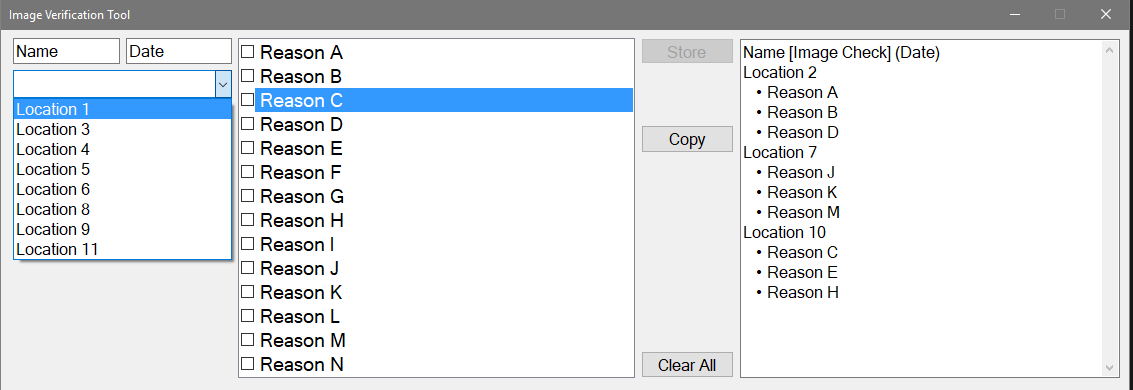 Image Verification Tool
Name
Date
Location 1
Location 3
Location 4
Location 5
Location 6
Location 8
Location 9
Location 11
Reason A
Reason B
Reason C
Reason D
Reason E
Reason F
Reason G
Reason H
Reason I
Reason J
Reason K
Reason L
Reason M
Reason N
Store
Copy
Clear All
Name [Image Check] (Date)
Location 2
• Reason A
• Reason B
• Reason D
Location 7
• Reason J
• Reason K
• Reason M
Location 10
• Reason C
• Reason E
• Reason H